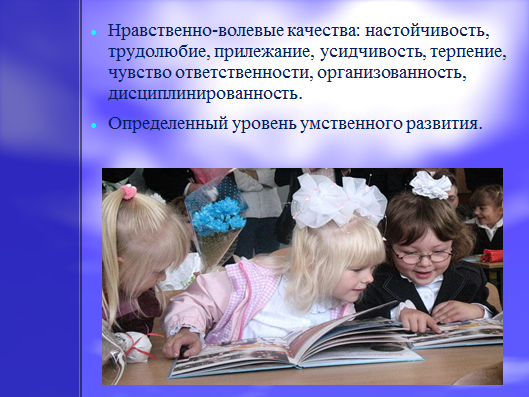 Нравственно-волевые качества: настойчивость,
трудолюбие, прилежание, усидчивость, терпение,
чувство ответственности, организованность,
дисциплинированность.
Определенный уровень умственного развития.